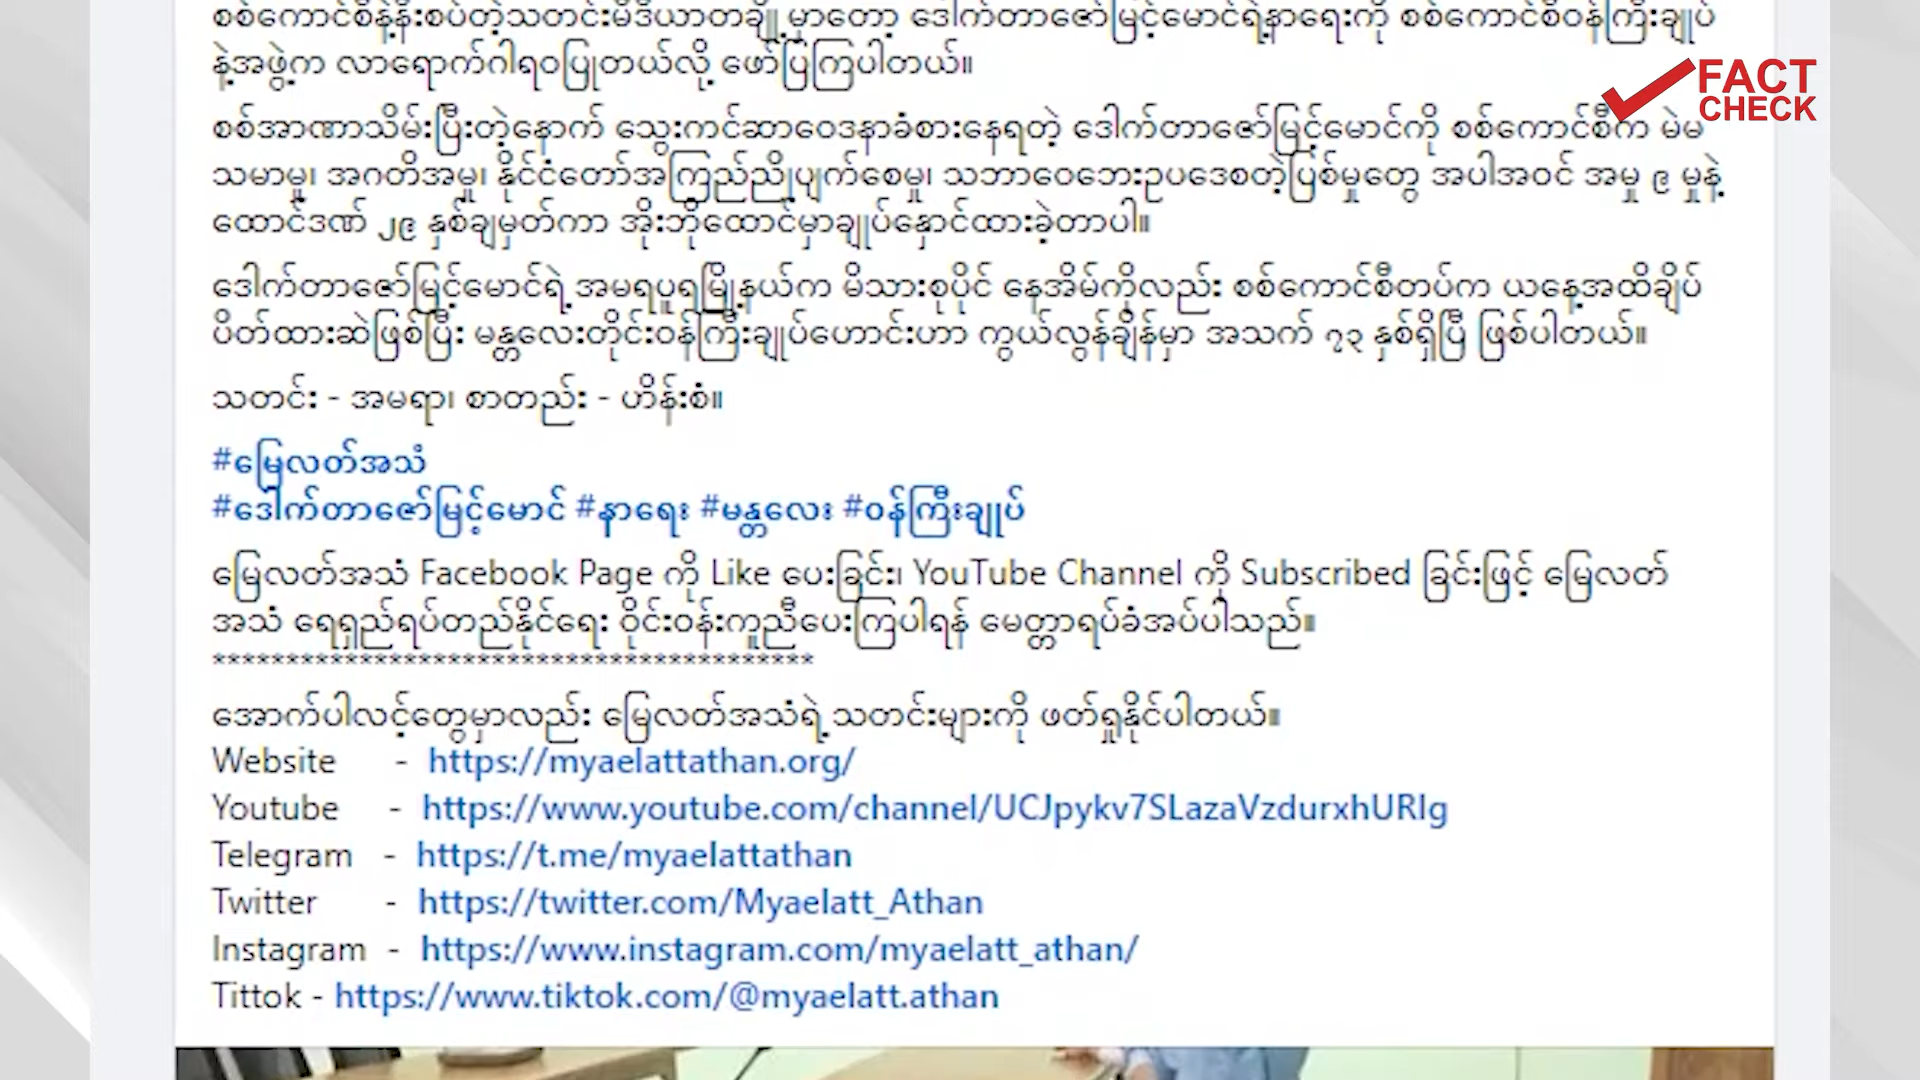 စစ်ကောင်စီနဲ့နီးစပ်တဲ့သတင်းမီဒီယာတချို့မှာတော့ ဒေါက်တာဇော်မြင့်မောင်ရဲ့နာရေးကို စစ်ကောင်စီဝန်ကြီးချုပ်
နဲ့အဖွဲ့က လာရောက်ဂါရဝပြုတယ်လို့ ဖော်ပြကြပါတယ်။
FACT
CHECK
စစ်အာဏာသိမ်းပြီးတဲ့နောက် သွေးကင်ဆာဝေဒနာခံစားနေရတဲ့ ဒေါက်တာဇော်မြင့်မောင်ကို စစ်ကောင်စီက မဲမ
သမာမှု၊ အဂတိအမှု၊ နိုင်ငံတော်အကြည်ညိုပျက်စေမှု၊ သဘာဝဘေးဥပဒေစတဲ့ပြစ်မှုတွေ အပါအဝင် အမှု ၉ မှုနဲ့
ထောင်ဒဏ် ၂၉ နှစ်ချမှတ်ကာ အိုးဘိုထောင်မှာချုပ်နှောင်ထားခဲ့တာပါ။
ဒေါက်တာဇော်မြင့်မောင်ရဲ့ အမရပူရမြို့နယ်က မိသားစုပိုင် နေအိမ်ကိုလည်း စစ်ကောင်စီတပ်က ယနေ့အထိချိပ်
ပိတ်ထားဆဲဖြစ်ပြီး မန္တလေးတိုင်းဝန်ကြီးချုပ်ဟောင်းဟာ ကွယ်လွန်ချိန်မှာ အသက် ၇၃ နှစ်ရှိပြီ ဖြစ်ပါတယ်။
သတင်း - အမရာ၊ စာတည်း - ဟိန်းစံ။
#မြေလတ်အသံ
#ဒေါက်တာဇော်မြင့်မောင် #နာရေး #မန္တလေး #ဝန်ကြီးချုပ်
မြေလတ်အသံ Facebook Page ကို Like ပေးခြင်း၊ YouTube Channel ကို Subscribed ခြင်းဖြင့် မြေလတ်
အသံ ရေရှည်ရပ်တည်နိုင်ရေး ဝိုင်းဝန်းကူညီပေးကြပါရန် မေတ္တာရပ်ခံအပ်ပါသည်။
*****************************************
အောက်ပါလင့်တွေမှာလည်း မြေလတ်အသံရဲ့ သတင်းများကို ဖတ်ရှုနိုင်ပါတယ်။
Website - https://myaelattathan.org/
Youtube - https://www.youtube.com/channel/UCJpykv7SLazaVzdurxhURIg
Telegram - https://t.me/myaelattathan
Twitter - https://twitter.com/Myaelatt_Athan
Instagram - https://www.instagram.com/myaelatt_athan/
Tittok - https://www.tiktok.com/@myaelatt.athan